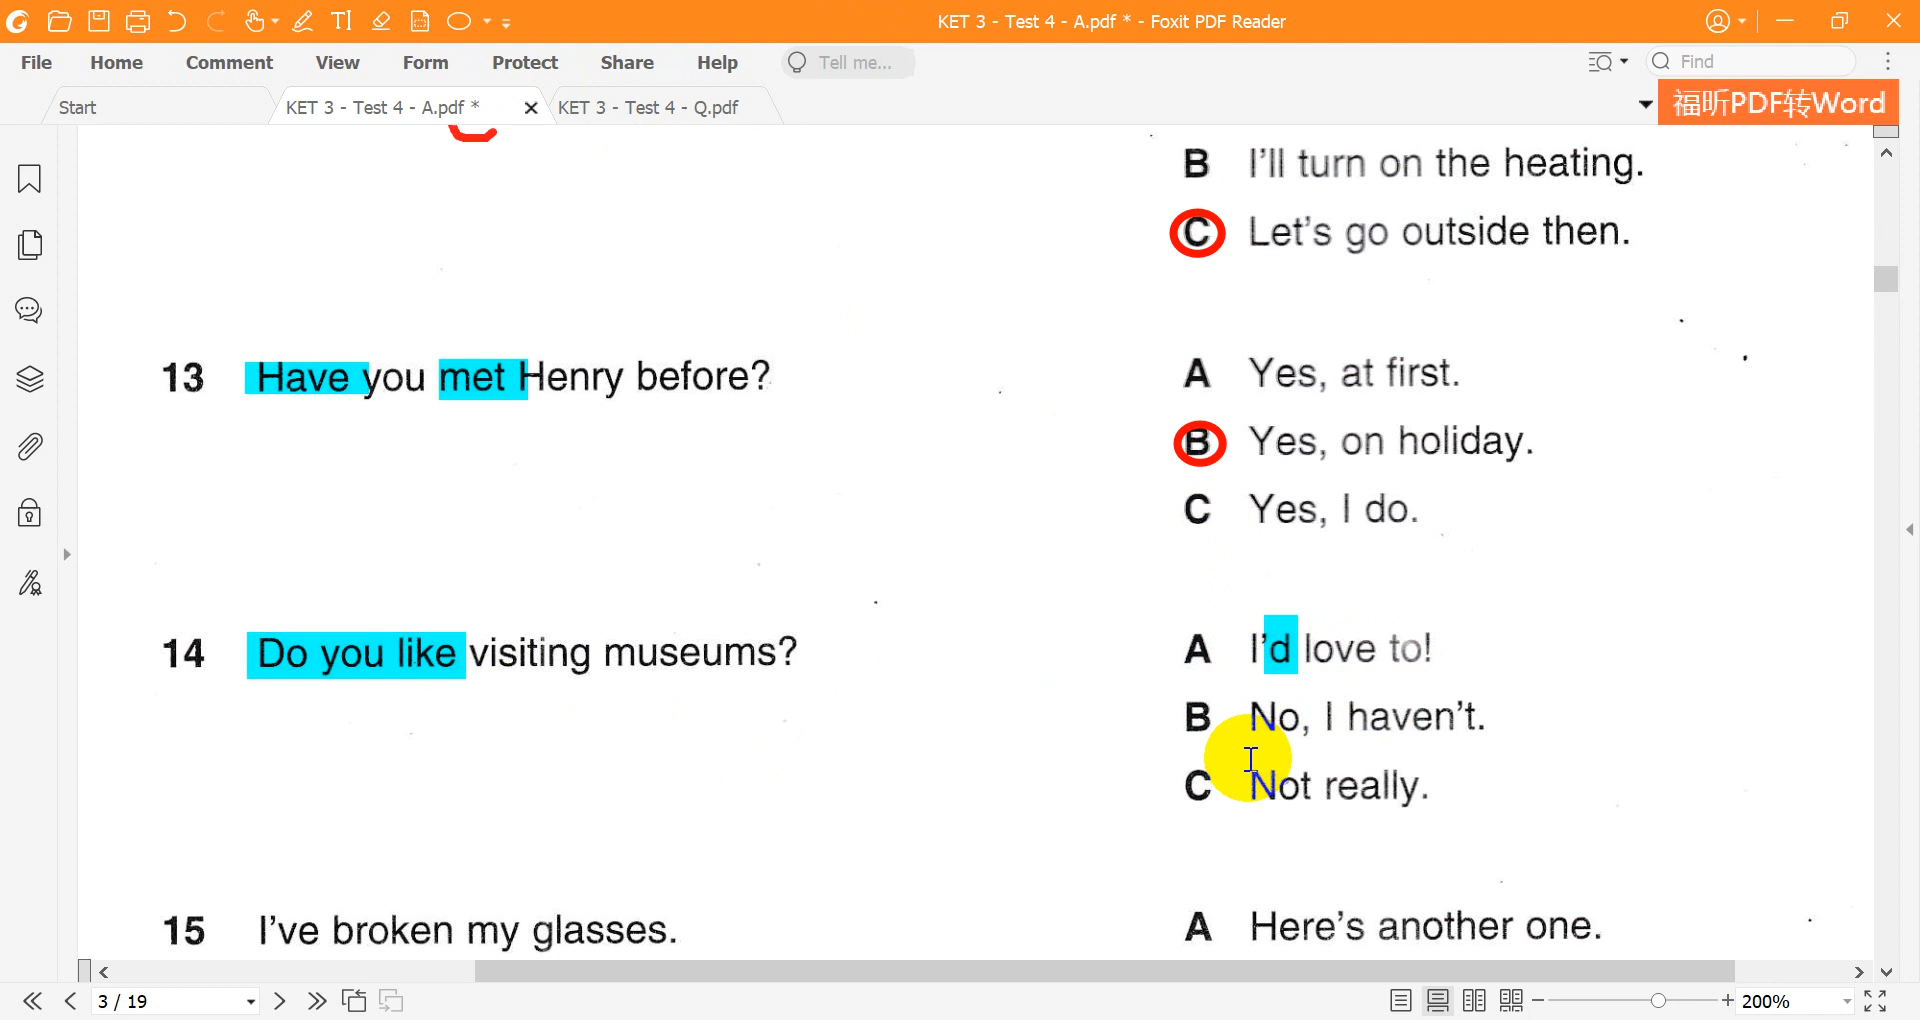 KET 3 - Test 4 - A.pdf * - Foxit PDF Reader
File Home Comment View Form Protect Share Help Tell me... Find
Start KET 3 - Test 4 - A.pdf * KET 3 - Test 4 - Q.pdf 福昕PDF转Word
B I'll turn on the heating.
C Let's go outside then.
13 Have you met Henry before?
A Yes, at first.
B Yes, on holiday.
C Yes, I do.
14 Do you like visiting museums?
A I'd love to!
B No, I haven't.
C Not really.
15 I've broken my glasses.
A Here's another one.
3 / 19 200%